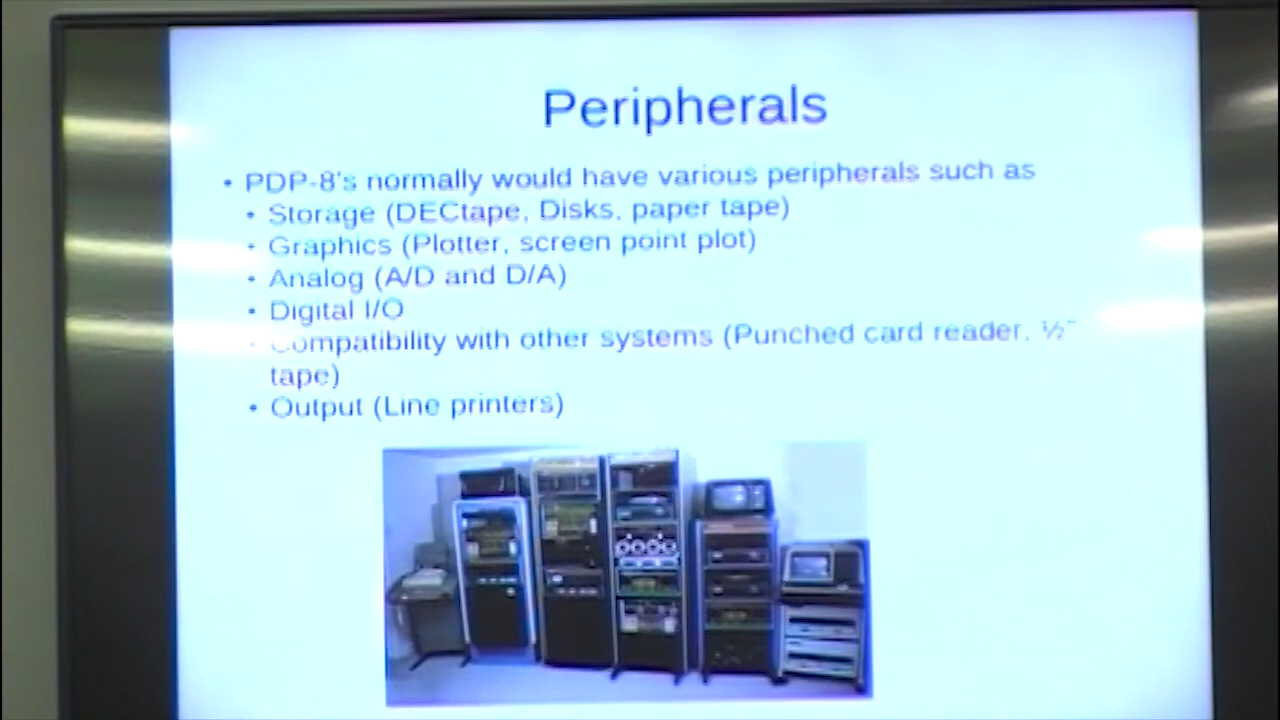 Peripherals
• PDP-8's normally would have various peripherals such as
• Storage (DECtape, Disks, paper tape)
• Graphics (Plotter, screen point plot)
• Analog (A/D and D/A)
• Digital I/O
• Compatibility with other systems (Punched card reader, ½"
tape)
• Output (Line printers)